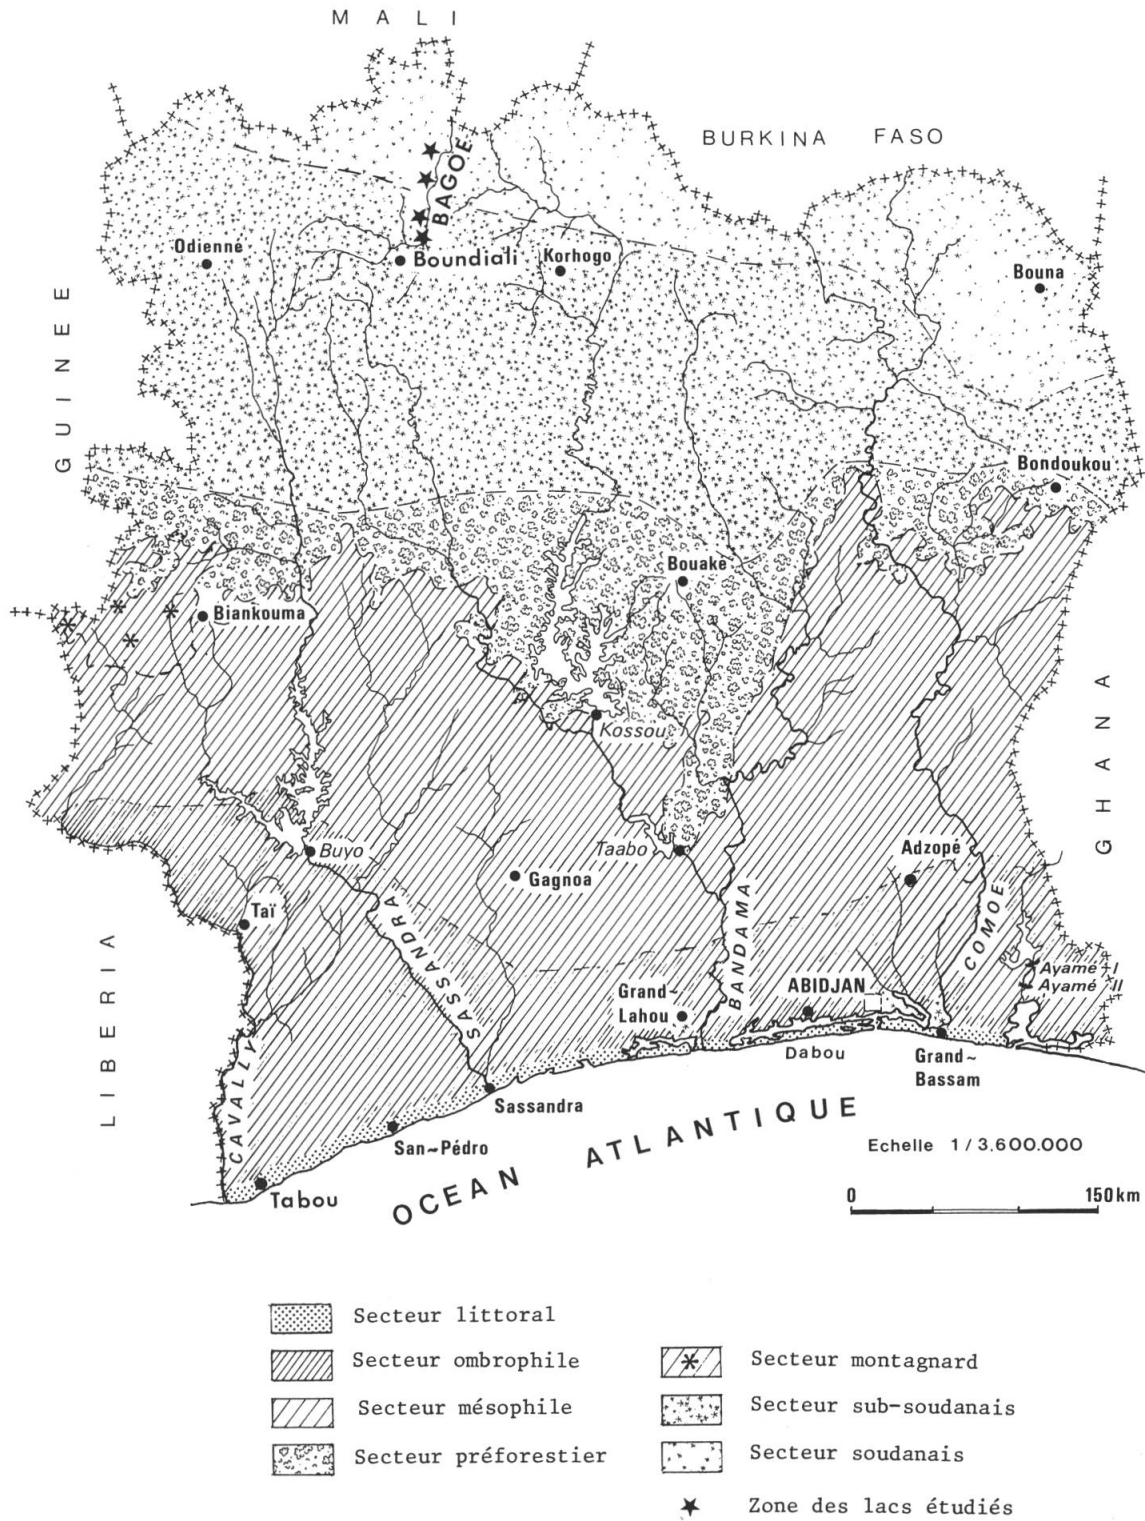 MALI
BURKINA FASO
BAGOE
Odienné
Boundiali
Korhogo
Bouna
GUINEE
Bondoukou
Bouaké
Biankouma
Kossou
GHANA
Buyo
Taabo
Adzopé
Gagnoa
Taï
SASSANDRA
BANDAMA
COMOE
LIBERIA
Ayamé I
Ayamé II
Grand~
Lahou
ABIDJAN
CAVALLY
Dabou
Grand~
Bassam
Sassandra
San~Pédro
Tabou
OCEAN ATLANTIQUE
Echelle 1/3.600.000
0 150km
Secteur littoral
Secteur ombrophile
Secteur mésophile
Secteur préforestier
Secteur montagnard
Secteur sub-soudanais
Secteur soudanais
Zone des lacs étudiés